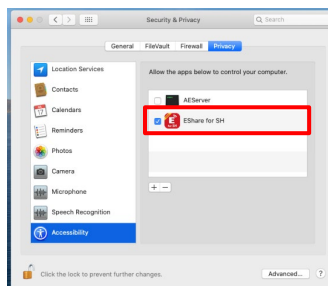 Security & Privacy
Search
General FileVault Firewall Privacy
Location Services
Contacts
Calendars
Reminders
Photos
Camera
Microphone
Speech Recognition
Accessibility
Allow the apps below to control your computer.
AEServer
EShare for SH
Click the lock to prevent further changes.
Advanced...
?